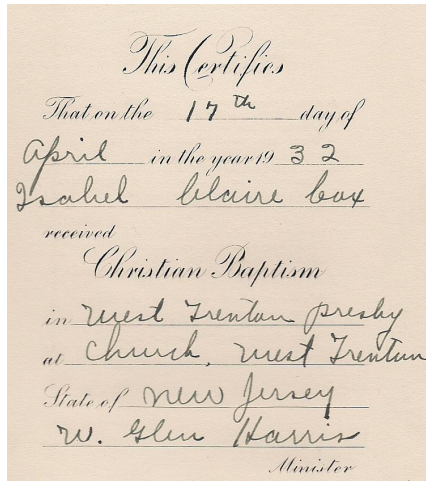 This Certifies
That on the 17th day of
April in the year 1932
Isabel Claire Cox
received
Christian Baptism
in West Trenton Presby
at Church, West Trenton
State of New Jersey
W. Glen Harris
Minister